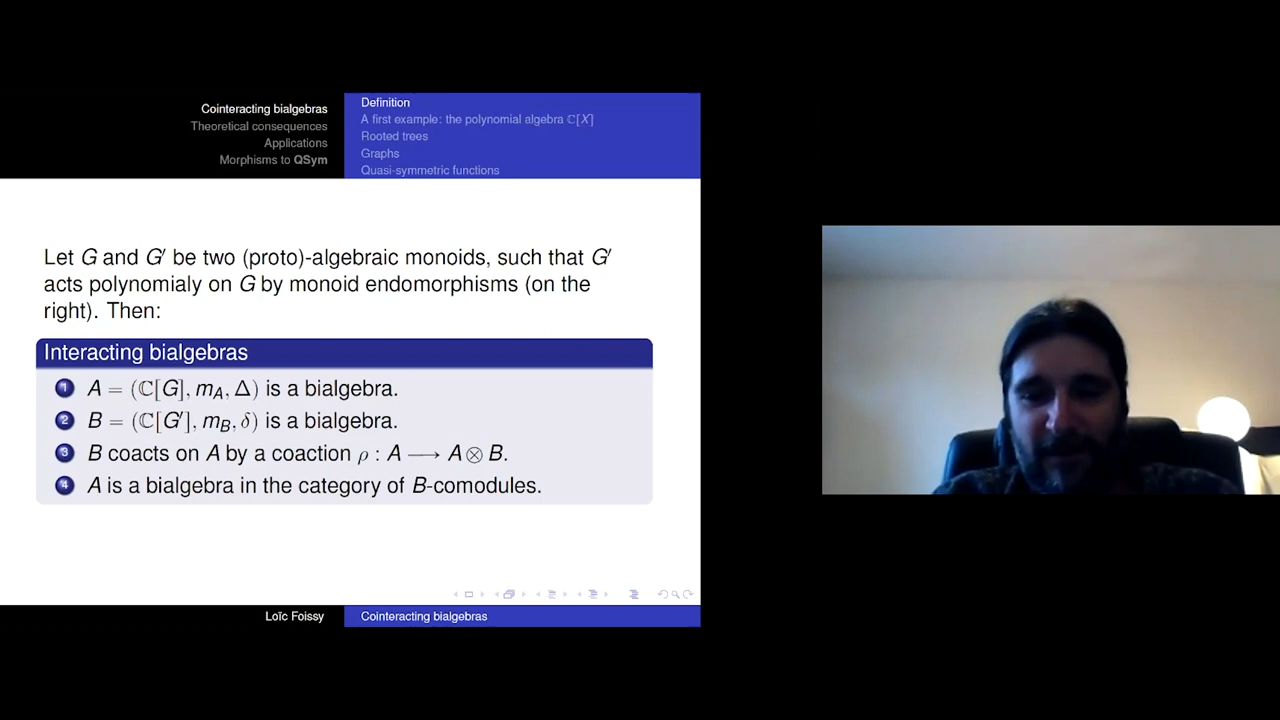 Cointeracting bialgebras
Theoretical consequences
Applications
Morphisms to QSym
Definition
A first example: the polynomial algebra ℂ[X]
Rooted trees
Graphs
Quasi-symmetric functions
Let G and G′ be two (proto)-algebraic monoids, such that G′
acts polynomialy on G by monoid endomorphisms (on the
right). Then:
Interacting bialgebras
1 A = (ℂ[G], m_A, Δ) is a bialgebra.
2 B = (ℂ[G′], m_B, δ) is a bialgebra.
3 B coacts on A by a coaction ρ : A ⟶ A ⊗ B.
4 A is a bialgebra in the category of B-comodules.
Loïc Foissy
Cointeracting bialgebras